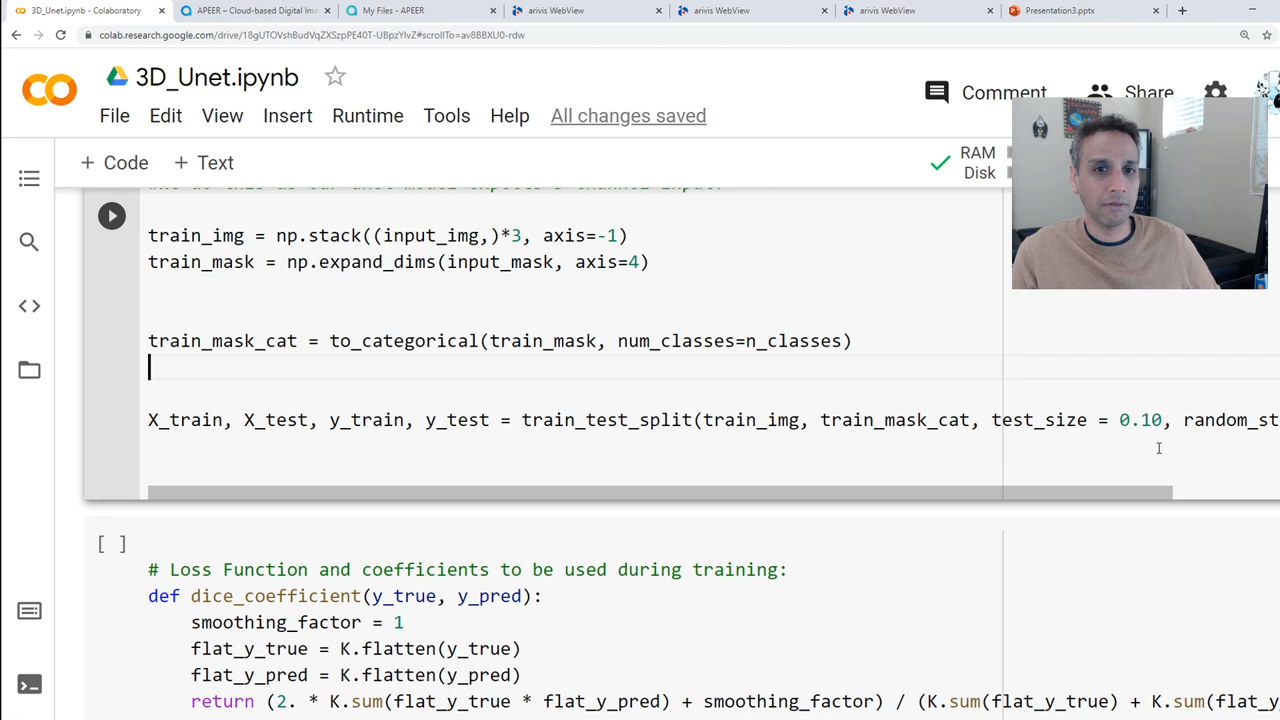 3D_Unet.ipynb - Colaboratory
APEER – Cloud-based Digital Ima
My Files - APEER
arivis WebView
arivis WebView
arivis WebView
Presentation3.pptx
colab.research.google.com/drive/18gUTOVshBudVqZXSzpPE40T-UBpzYlvZ#scrollTo=av8BBXU0-rdw
3D_Unet.ipynb
Comment
Share
File Edit View Insert Runtime Tools Help All changes saved
+ Code + Text
RAM
Disk
train_img = np.stack((input_img,)*3, axis=-1)
train_mask = np.expand_dims(input_mask, axis=4)
train_mask_cat = to_categorical(train_mask, num_classes=n_classes)
X_train, X_test, y_train, y_test = train_test_split(train_img, train_mask_cat, test_size = 0.10, random_st
[ ]
# Loss Function and coefficients to be used during training:
def dice_coefficient(y_true, y_pred):
smoothing_factor = 1
flat_y_true = K.flatten(y_true)
flat_y_pred = K.flatten(y_pred)
return (2. * K.sum(flat_y_true * flat_y_pred) + smoothing_factor) / (K.sum(flat_y_true) + K.sum(flat_y